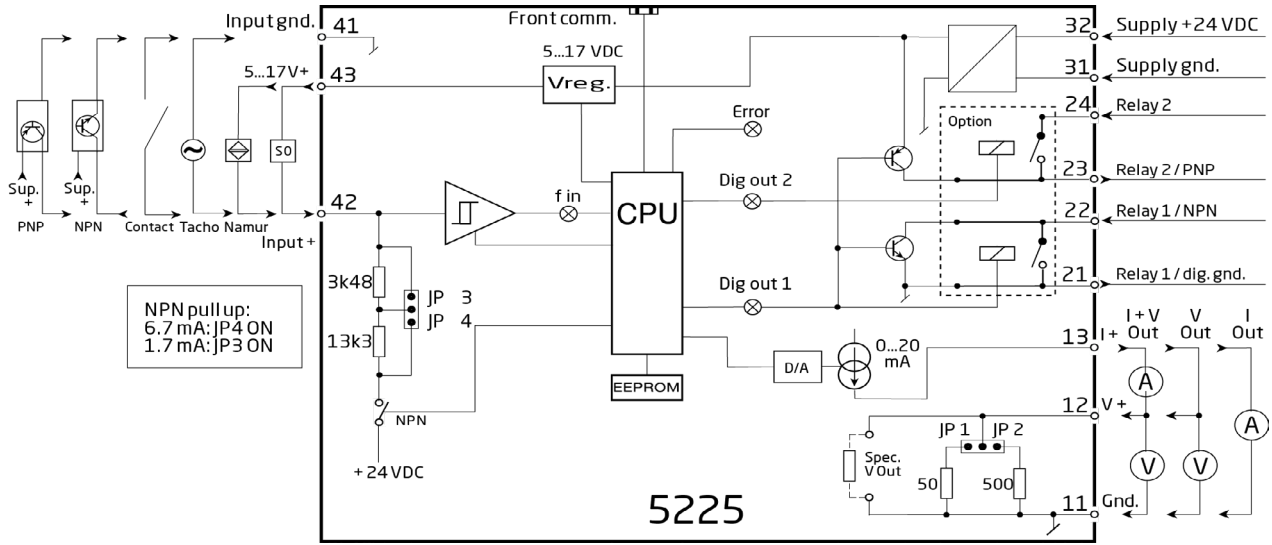 Front comm.
Input gnd. 41
32 Supply +24 VDC
5...17 VDC
5...17V+ 43
Vreg.
31 Supply gnd.
24 Relay 2
Error
Option
S0
Sup. +
Sup. +
23 Relay 2/PNP
PNP
NPN
Contact
Tacho
Namur
42
Input +
f in
CPU
Dig out 2
22 Relay 1/NPN
3k48
JP 3
JP 4
13k3
Dig out 1
21 Relay 1/dig. gnd.
NPN pull up:
6.7 mA: JP4 ON
1.7 mA: JP3 ON
I+V Out
V Out
I Out
13 I+
0...20 mA
D/A
EEPROM
A
NPN
12 V+
JP 1
JP 2
A
Spec. V Out
V
V
+24 VDC
50
500
11 Gnd.
5225